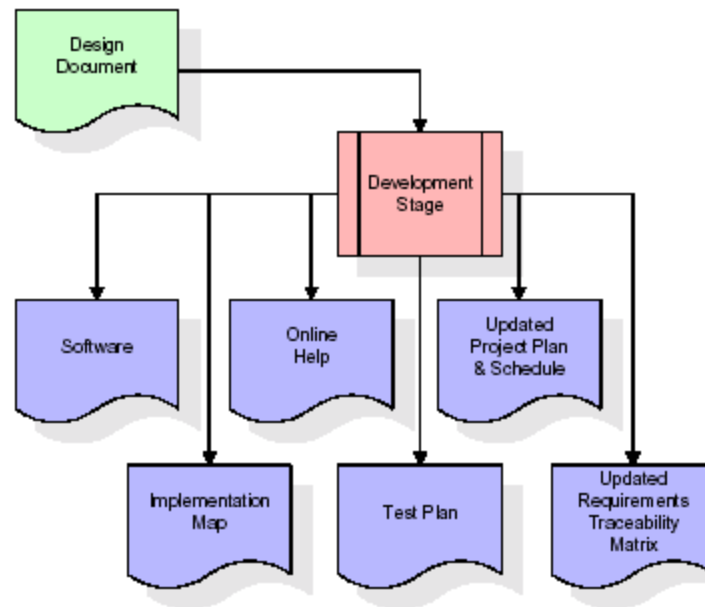 Design
Document
Development
Stage
Software
Online
Help
Updated
Project Plan
& Schedule
Implementation
Map
Test Plan
Updated
Requirements
Traceability
Matrix